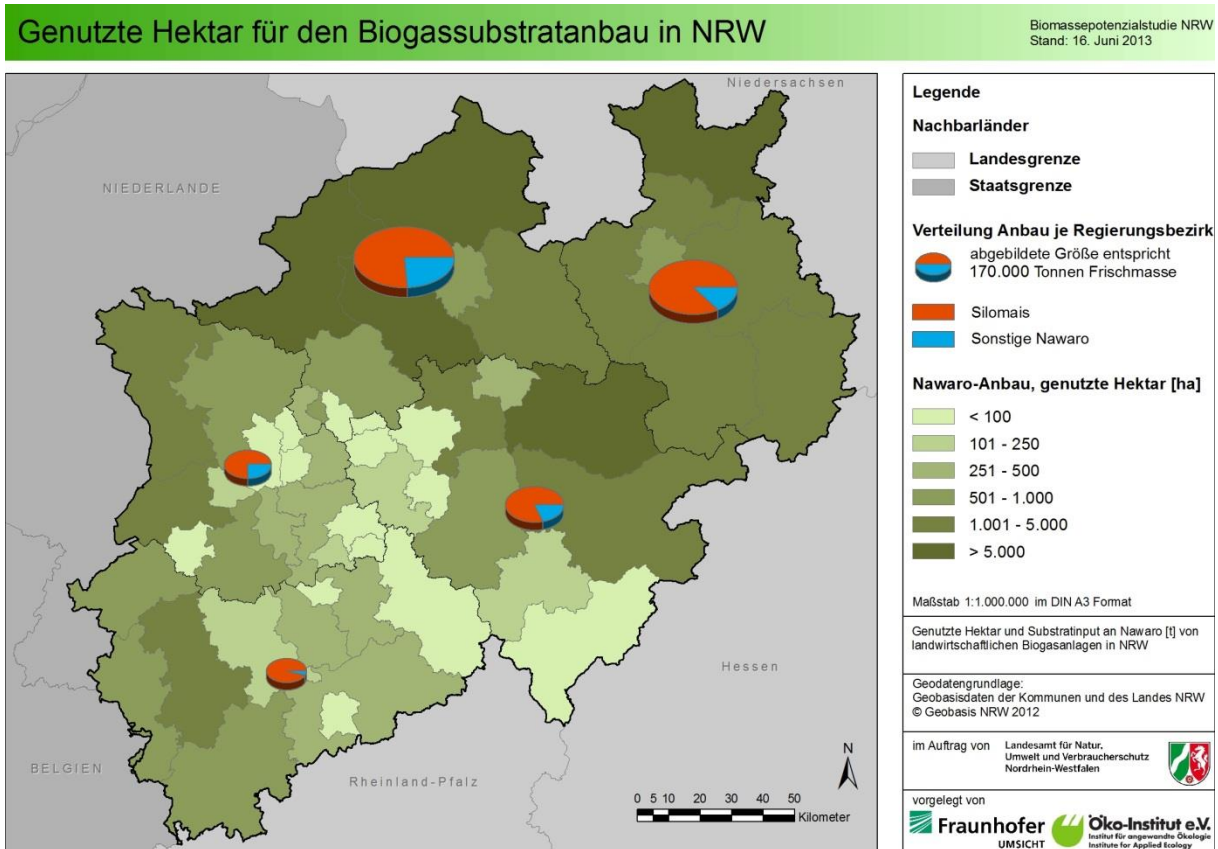 Genutzte Hektar für den Biogassubstratanbau in NRW
Biomassepotenzialstudie NRW
Stand: 16. Juni 2013
Niedersachsen
NIEDERLANDE
Hessen
BELGIEN
Rheinland-Pfalz
N
0 5 10 20 30 40 50
Kilometer
Legende
Nachbarländer
Landesgrenze
Staatsgrenze
Verteilung Anbau je Regierungsbezirk
abgebildete Größe entspricht
170.000 Tonnen Frischmasse
Silomais
Sonstige Nawaro
Nawaro-Anbau, genutzte Hektar [ha]
< 100
101 - 250
251 - 500
501 - 1.000
1.001 - 5.000
> 5.000
Maßstab 1:1.000.000 im DIN A3 Format
Genutzte Hektar und Substratinput an Nawaro [t] von
landwirtschaftlichen Biogasanlagen in NRW
Geodatengrundlage:
Geobasisdaten der Kommunen und des Landes NRW
© Geobasis NRW 2012
im Auftrag von
Landesamt für Natur,
Umwelt und Verbraucherschutz
Nordrhein-Westfalen
vorgelegt von
Fraunhofer
UMSICHT
Öko-Institut e.V.
Institut für angewandte Ökologie
Institute for Applied Ecology